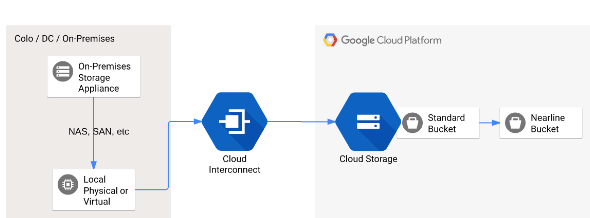 Colo / DC / On-Premises
On-Premises
Storage
Appliance
NAS, SAN, etc
Local
Physical or
Virtual
Cloud
Interconnect
Google Cloud Platform
Cloud Storage
Standard
Bucket
Nearline
Bucket